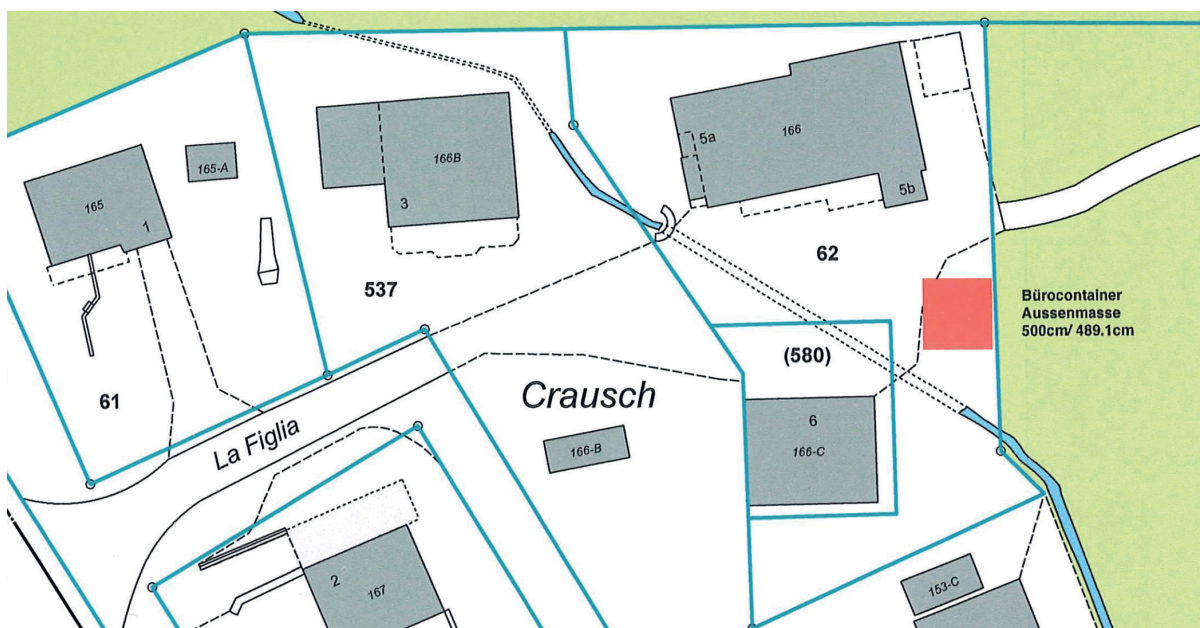 165-A
166B
5a
166
165
1
3
5b
62
537
Bürocontainer
Aussenmasse
500cm/ 489.1cm
(580)
61
Crausch
6
La Figlia
166-B
166-C
2
167
153-C